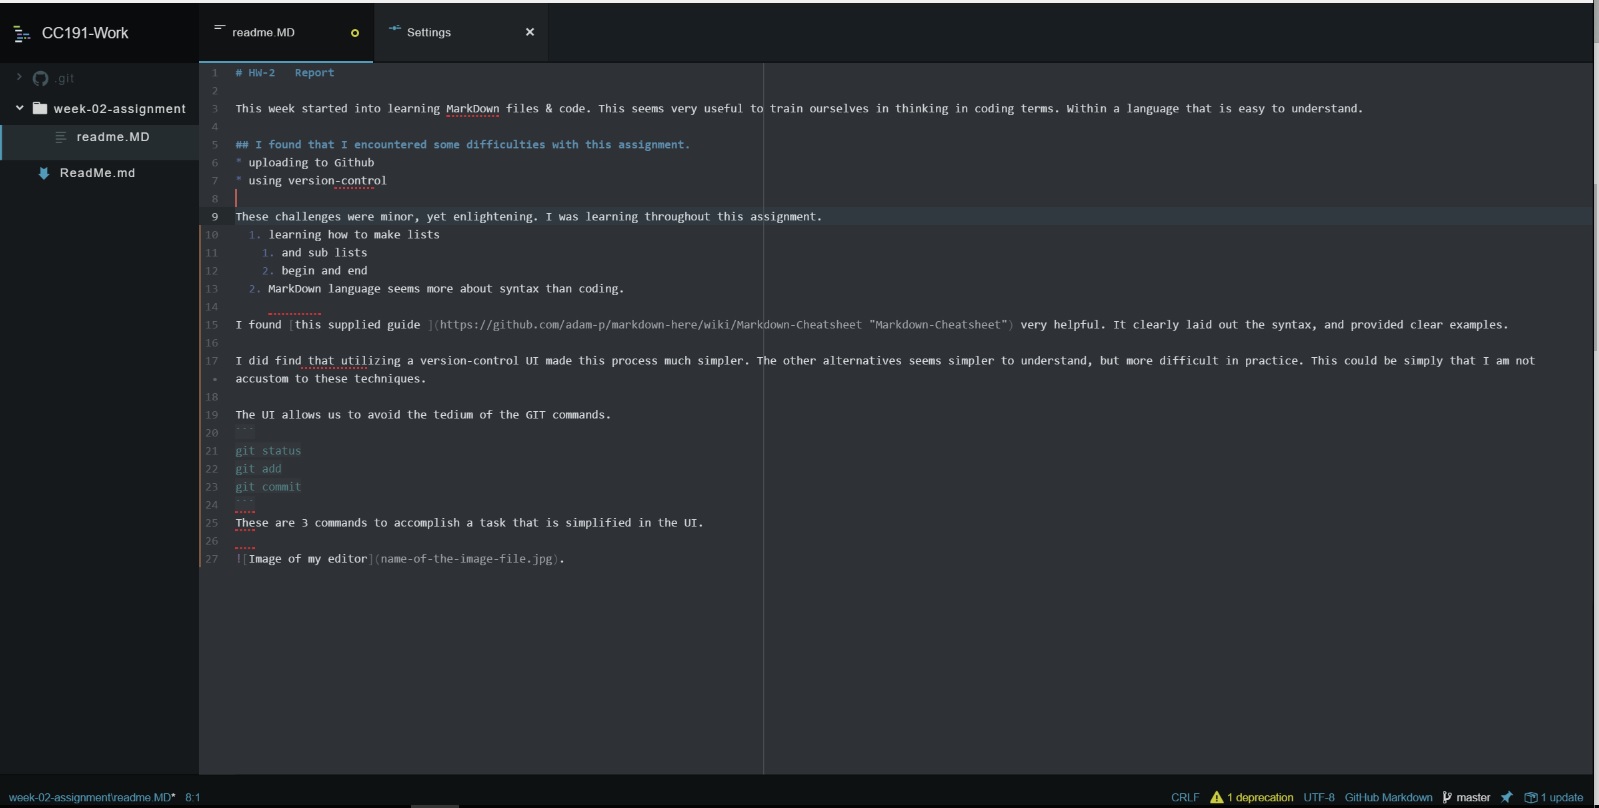 CC191-Work
readme.MD
Settings
.git
week-02-assignment
readme.MD
ReadMe.md
1 # HW-2   Report
2
3 This week started into learning MarkDown files & code. This seems very useful to train ourselves in thinking in coding terms. Within a language that is easy to understand.
4
5 ## I found that I encountered some difficulties with this assignment.
6 * uploading to Github
7 * using version-control
8
9 These challenges were minor, yet enlightening. I was learning throughout this assignment.
10   1. learning how to make lists
11     1. and sub lists
12     2. begin and end
13   2. MarkDown language seems more about syntax than coding.
14
15 I found [this supplied guide ](https://github.com/adam-p/markdown-here/wiki/Markdown-Cheatsheet "Markdown-Cheatsheet") very helpful. It clearly laid out the syntax, and provided clear examples.
16
17 I did find that utilizing a version-control UI made this process much simpler. The other alternatives seems simpler to understand, but more difficult in practice. This could be simply that I am not
• accustom to these techniques.
18
19 The UI allows us to avoid the tedium of the GIT commands.
20 ```
21 git status
22 git add
23 git commit
24 ```
25 These are 3 commands to accomplish a task that is simplified in the UI.
26
27 ![Image of my editor](name-of-the-image-file.jpg).
week-02-assignment\readme.MD* 8:1 CRLF 1 deprecation UTF-8 GitHub Markdown master 1 update